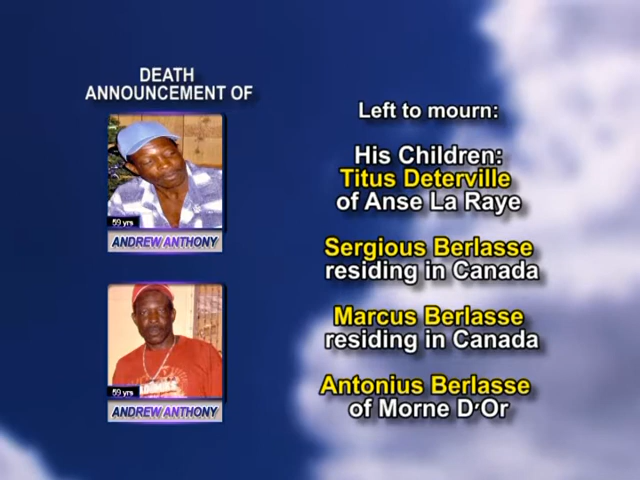 DEATH
ANNOUNCEMENT OF
59 yrs
ANDREW ANTHONY
59 yrs
ANDREW ANTHONY
Left to mourn:
His Children:
Titus Deterville
of Anse La Raye
Sergious Berlasse
residing in Canada
Marcus Berlasse
residing in Canada
Antonius Berlasse
of Morne D'Or